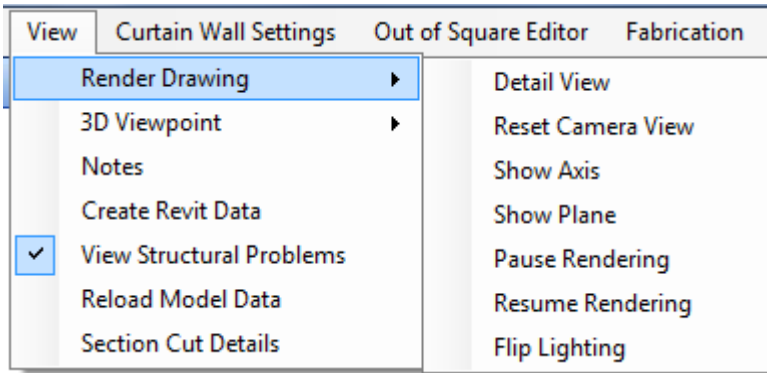 View Curtain Wall Settings Out of Square Editor Fabrication
Render Drawing
3D Viewpoint
Notes
Create Revit Data
View Structural Problems
Reload Model Data
Section Cut Details
Detail View
Reset Camera View
Show Axis
Show Plane
Pause Rendering
Resume Rendering
Flip Lighting